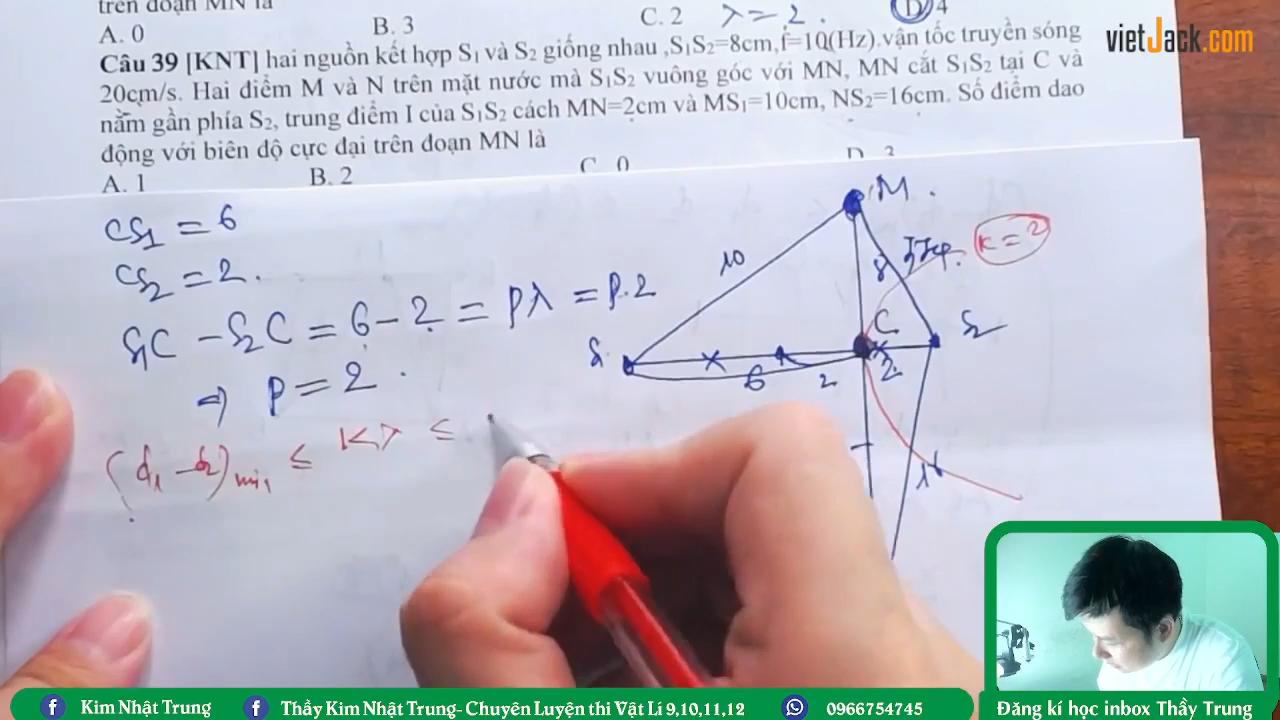 trên đoạn MN là
A. 0
B. 3
C. 2
λ = 2.
D. 4
vietJack.com
Câu 39 [KNT] hai nguồn kết hợp S₁ và S₂ giống nhau ,S₁S₂=8cm,f=10(Hz).vận tốc truyền sóng
20cm/s. Hai điểm M và N trên mặt nước mà S₁S₂ vuông góc với MN, MN cắt S₁S₂ tại C và
nằm gần phía S₂, trung điểm I của S₁S₂ cách MN=2cm và MS₁=10cm, NS₂=16cm. Số điểm dao
động với biên độ cực đại trên đoạn MN là
A. 1
B. 2
C. 0
D. 3
CS₁ = 6
CS₂ = 2.
S₁C - S₂C = 6 - 2 = Pλ = P.2
⇒ P = 2.
(d₁ - d₂)min ≤ Kλ ≤
M
10
8
K = 2
C
S₂
S₁
6
2
2
16
Kim Nhật Trung
Thầy Kim Nhật Trung- Chuyên Luyện thi Vật Lí 9,10,11,12
0966754745
Đăng kí học inbox Thầy Trung